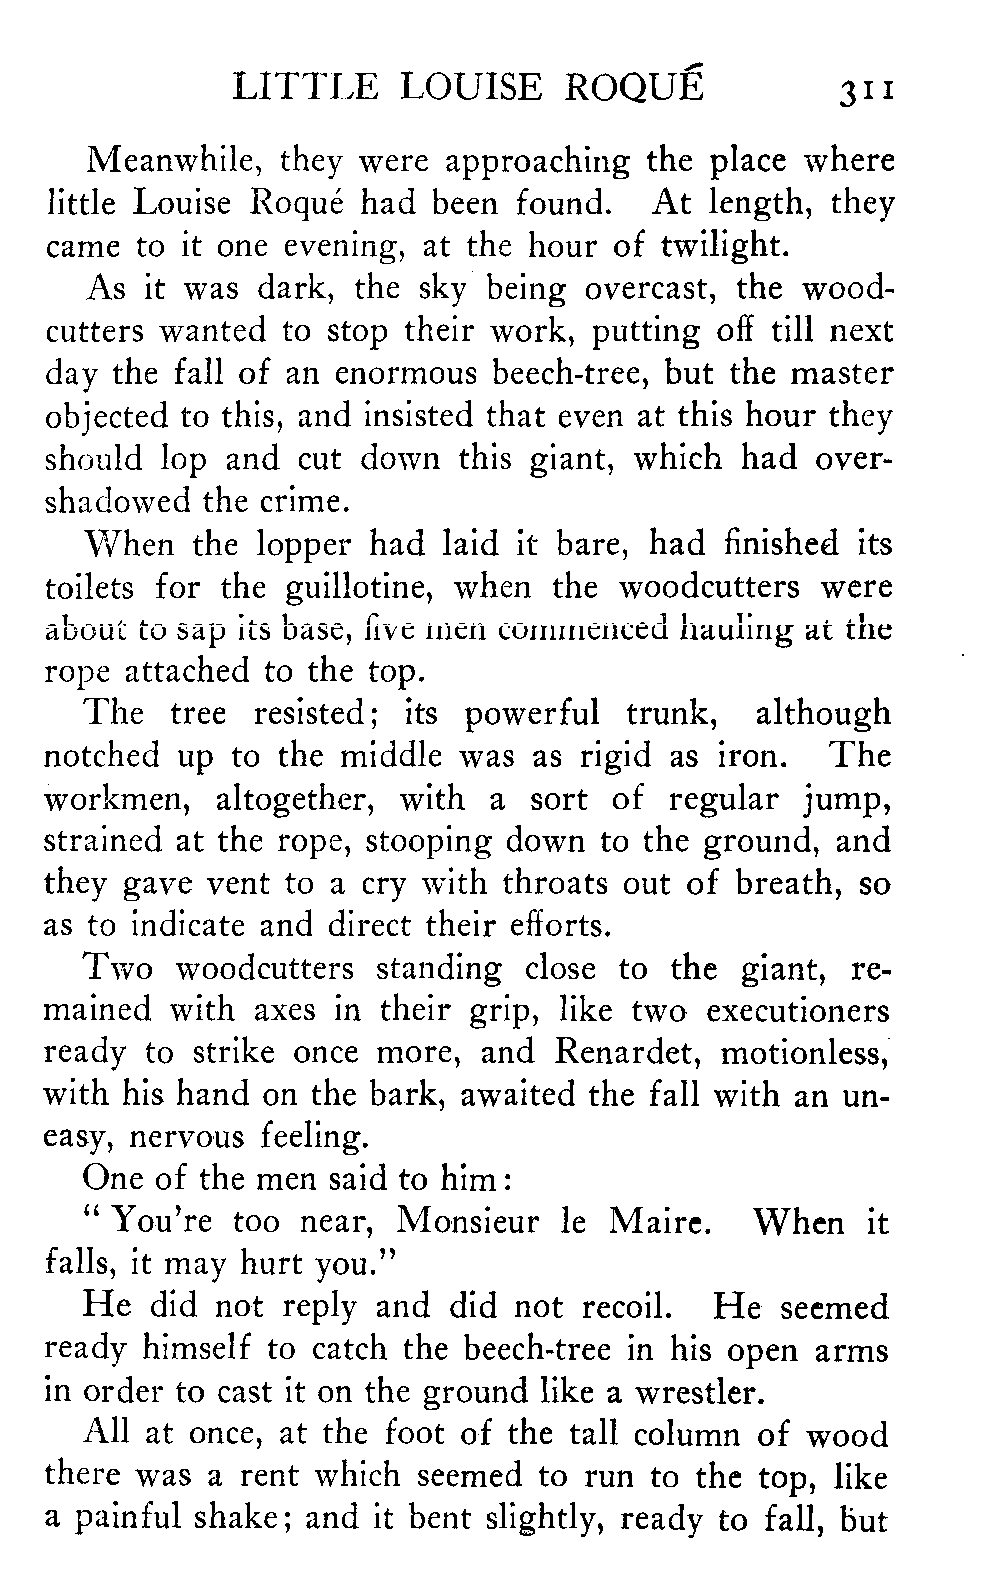 LITTLE LOUISE ROQUÉ 311
Meanwhile, they were approaching the place where
little Louise Roqué had been found. At length, they
came to it one evening, at the hour of twilight.
As it was dark, the sky being overcast, the wood-
cutters wanted to stop their work, putting off till next
day the fall of an enormous beech-tree, but the master
objected to this, and insisted that even at this hour they
should lop and cut down this giant, which had over-
shadowed the crime.
When the lopper had laid it bare, had finished its
toilets for the guillotine, when the woodcutters were
about to sap its base, five men commenced hauling at the
rope attached to the top.
The tree resisted; its powerful trunk, although
notched up to the middle was as rigid as iron. The
workmen, altogether, with a sort of regular jump,
strained at the rope, stooping down to the ground, and
they gave vent to a cry with throats out of breath, so
as to indicate and direct their efforts.
Two woodcutters standing close to the giant, re-
mained with axes in their grip, like two executioners
ready to strike once more, and Renardet, motionless,
with his hand on the bark, awaited the fall with an un-
easy, nervous feeling.
One of the men said to him:
"You're too near, Monsieur le Maire. When it
falls, it may hurt you."
He did not reply and did not recoil. He seemed
ready himself to catch the beech-tree in his open arms
in order to cast it on the ground like a wrestler.
All at once, at the foot of the tall column of wood
there was a rent which seemed to run to the top, like
a painful shake; and it bent slightly, ready to fall, but